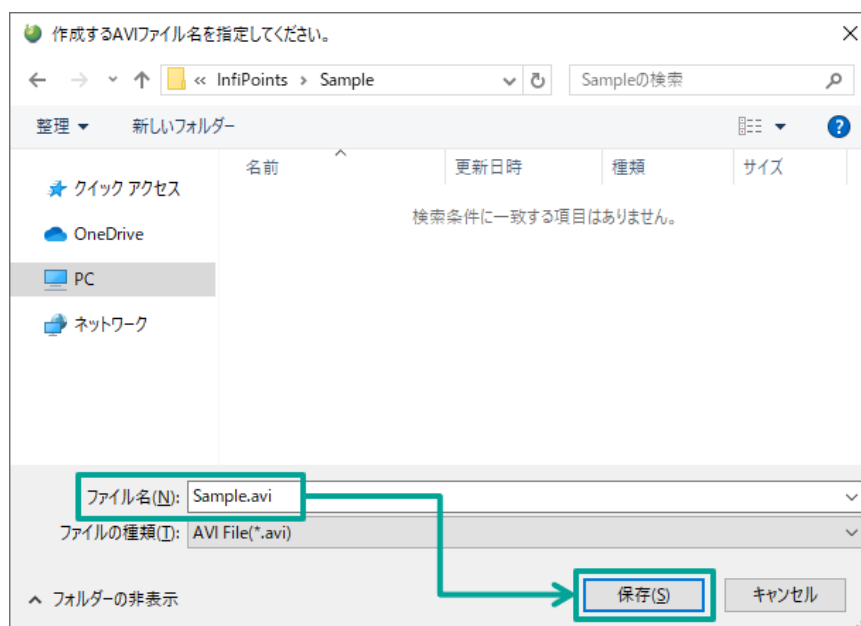 作成するAVIファイル名を指定してください。
« InfiPoints › Sample
Sampleの検索
整理
新しいフォルダー
名前 更新日時 種類 サイズ
クイック アクセス
検索条件に一致する項目はありません。
OneDrive
PC
ネットワーク
ファイル名(N): Sample.avi
ファイルの種類(T): AVI File(*.avi)
フォルダーの非表示
保存(S)
キャンセル